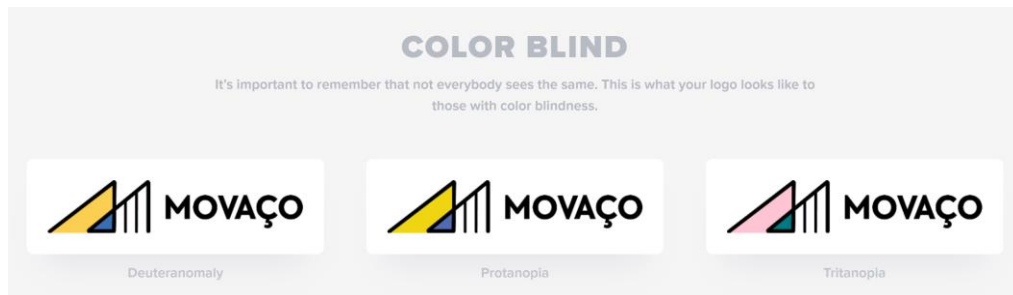 COLOR BLIND
It's important to remember that not everybody sees the same. This is what your logo looks like to
those with color blindness.
MOVAÇO
MOVAÇO
MOVAÇO
Deuteranomaly
Protanopia
Tritanopia